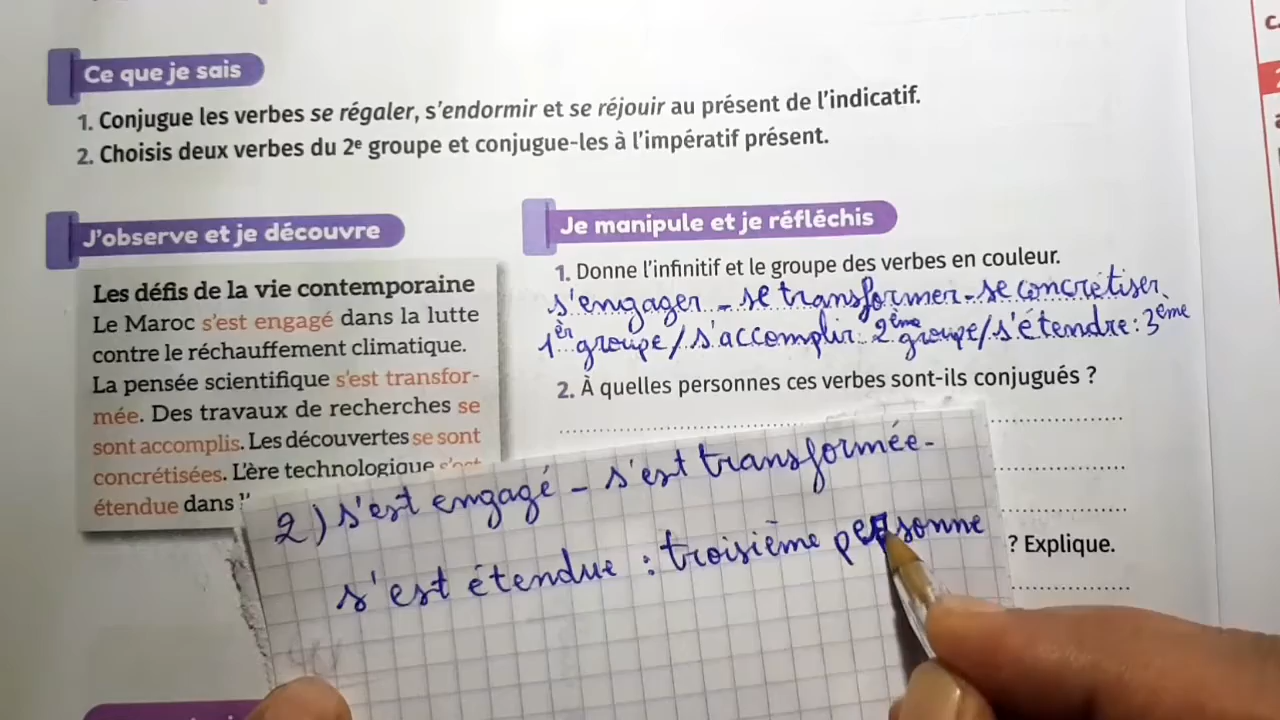 Ce que je sais
1. Conjugue les verbes se régaler, s'endormir et se réjouir au présent de l'indicatif.
2. Choisis deux verbes du 2e groupe et conjugue-les à l'impératif présent.
J'observe et je découvre
Les défis de la vie contemporaine
Le Maroc s'est engagé dans la lutte
contre le réchauffement climatique.
La pensée scientifique s'est transfor-
mée. Des travaux de recherches se
sont accomplis. Les découvertes se sont
concrétisées. L'ère technologique s'est
étendue dans
Je manipule et je réfléchis
1. Donne l'infinitif et le groupe des verbes en couleur.
s'engager - se transformer - se concrétiser
1èr groupe / s'accomplir 2ème groupe / s'étendre : 3ème
2. À quelles personnes ces verbes sont-ils conjugués ?
? Explique.
2) s'est engagé - s'est transformée -
s'est étendue : troisième personne
c.